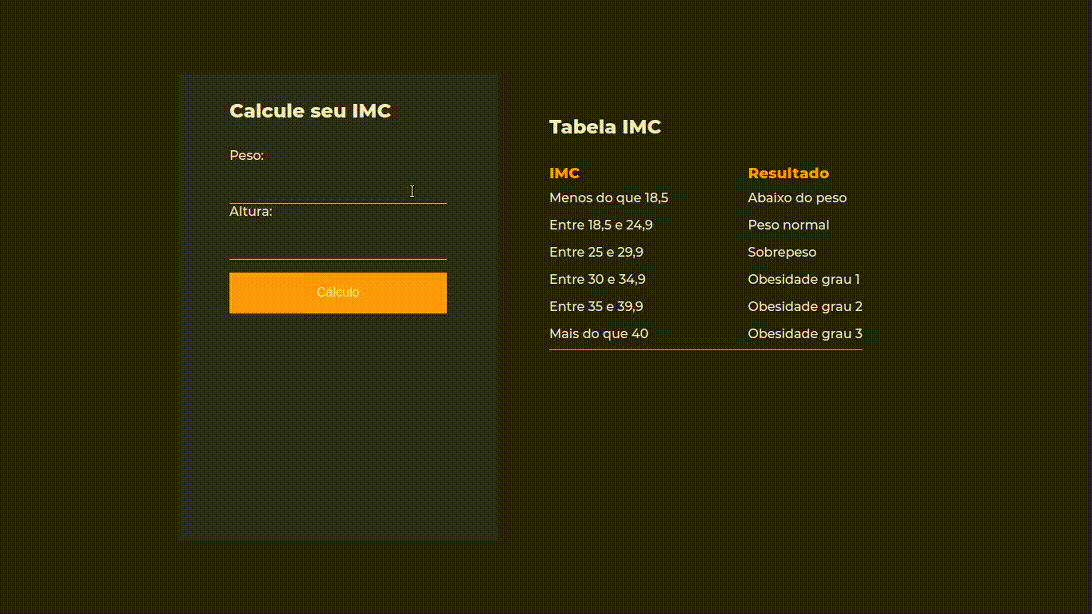 Calcule seu IMC
Peso:
Altura:
Cálculo
Tabela IMC
IMC Resultado
Menos do que 18,5 Abaixo do peso
Entre 18,5 e 24,9 Peso normal
Entre 25 e 29,9 Sobrepeso
Entre 30 e 34,9 Obesidade grau 1
Entre 35 e 39,9 Obesidade grau 2
Mais do que 40 Obesidade grau 3